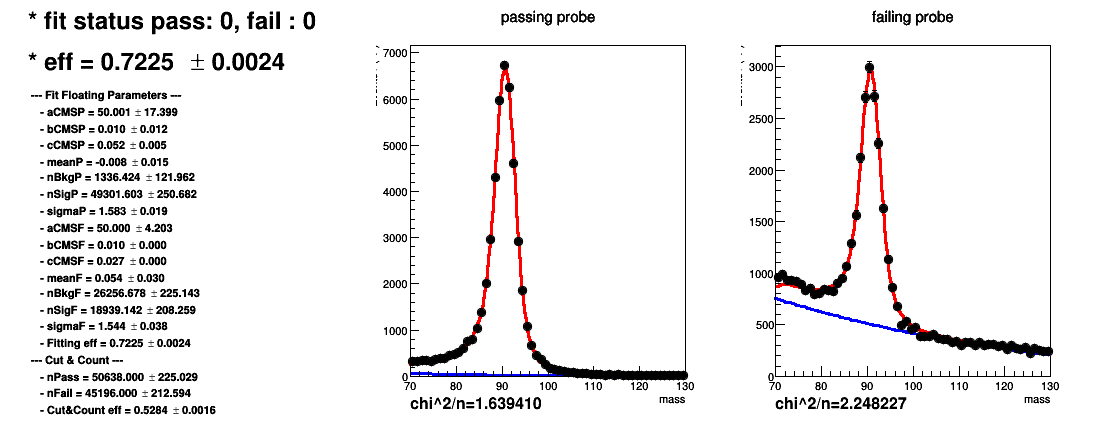 * fit status pass: 0, fail : 0
* eff = 0.7225 ± 0.0024
--- Fit Floating Parameters ---
- aCMSP = 50.001 ± 17.399
- bCMSP = 0.010 ± 0.012
- cCMSP = 0.052 ± 0.005
- meanP = -0.008 ± 0.015
- nBkgP = 1336.424 ± 121.962
- nSigP = 49301.603 ± 250.682
- sigmaP = 1.583 ± 0.019
- aCMSF = 50.000 ± 4.203
- bCMSF = 0.010 ± 0.000
- cCMSF = 0.027 ± 0.000
- meanF = 0.054 ± 0.030
- nBkgF = 26256.678 ± 225.143
- nSigF = 18939.142 ± 208.259
- sigmaF = 1.544 ± 0.038
- Fitting eff = 0.7225 ± 0.0024
--- Cut & Count ---
- nPass = 50638.000 ± 225.029
- nFail = 45196.000 ± 212.594
- Cut&Count eff = 0.5284 ± 0.0016
passing probe
7000
6000
5000
4000
3000
2000
1000
0
70 80 90 100 110 120 130
mass
chi^2/n=1.639410
failing probe
3000
2500
2000
1500
1000
500
0
70 80 90 100 110 120 130
mass
chi^2/n=2.248227